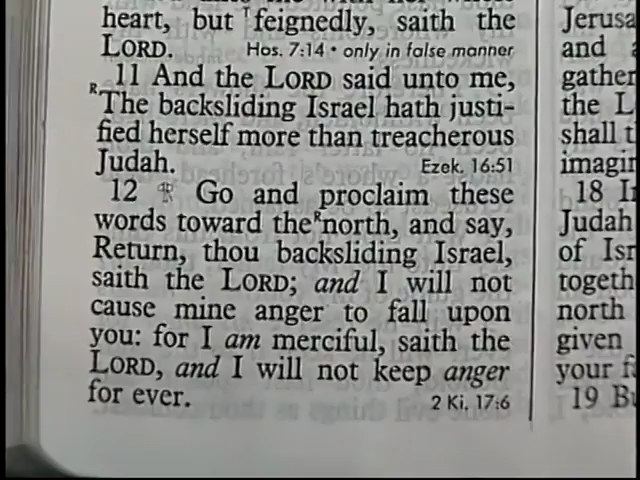 heart, but Tfeignedly, saith the
LORD. Hos. 7:14 • only in false manner
11 And the LORD said unto me,
RThe backsliding Israel hath justi-
fied herself more than treacherous
Judah. Ezek. 16:51
12 Go and proclaim these
words toward the Rnorth, and say,
Return, thou backsliding Israel,
saith the LORD; and I will not
cause mine anger to fall upon
you: for I am merciful, saith the
LORD, and I will not keep anger
for ever. 2 Ki. 17:6
and
gather
the L
shall t
imagin
18 I
Judah
of Isr
togeth
north
given
your f
19 B